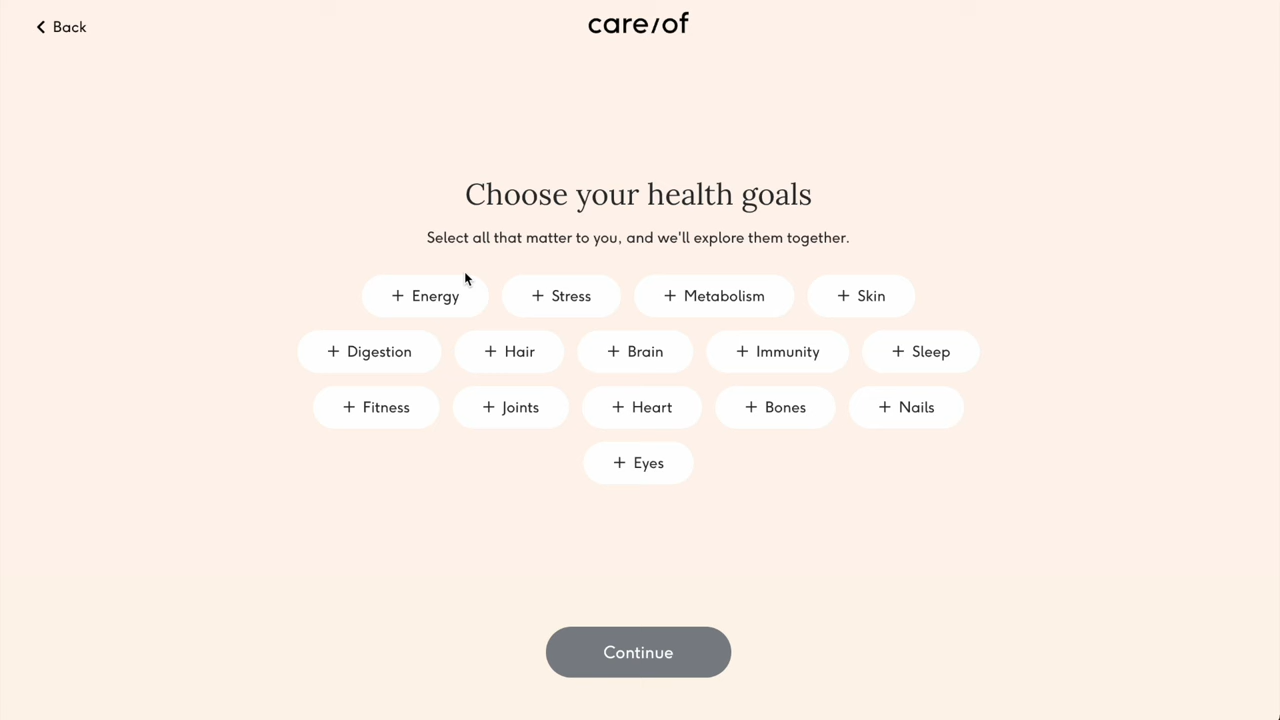 Back
care/of
Choose your health goals
Select all that matter to you, and we'll explore them together.
+ Energy + Stress + Metabolism + Skin
+ Digestion + Hair + Brain + Immunity + Sleep
+ Fitness + Joints + Heart + Bones + Nails
+ Eyes
Continue